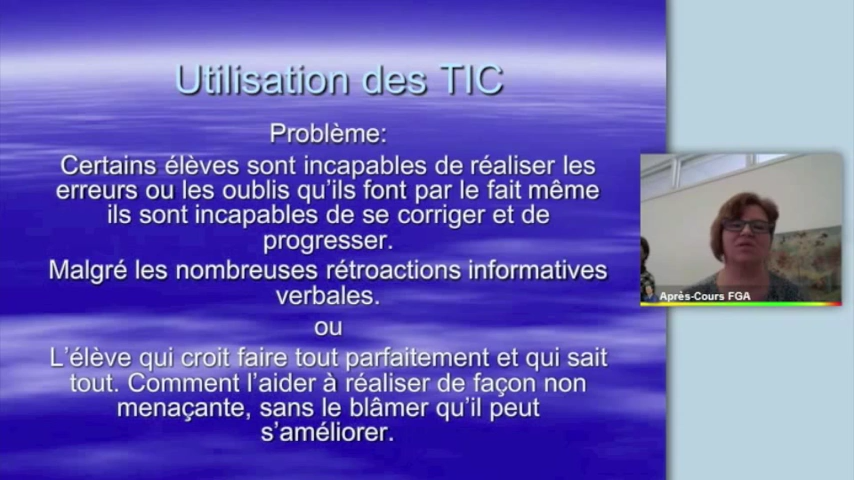 Utilisation des TIC
Problème:
Certains élèves sont incapables de réaliser les
erreurs ou les oublis qu'ils font par le fait même
ils sont incapables de se corriger et de
progresser.
Malgré les nombreuses rétroactions informatives
verbales.
ou
L'élève qui croit faire tout parfaitement et qui sait
tout. Comment l'aider à réaliser de façon non
menaçante, sans le blâmer qu'il peut
s'améliorer.
Après-Cours FGA